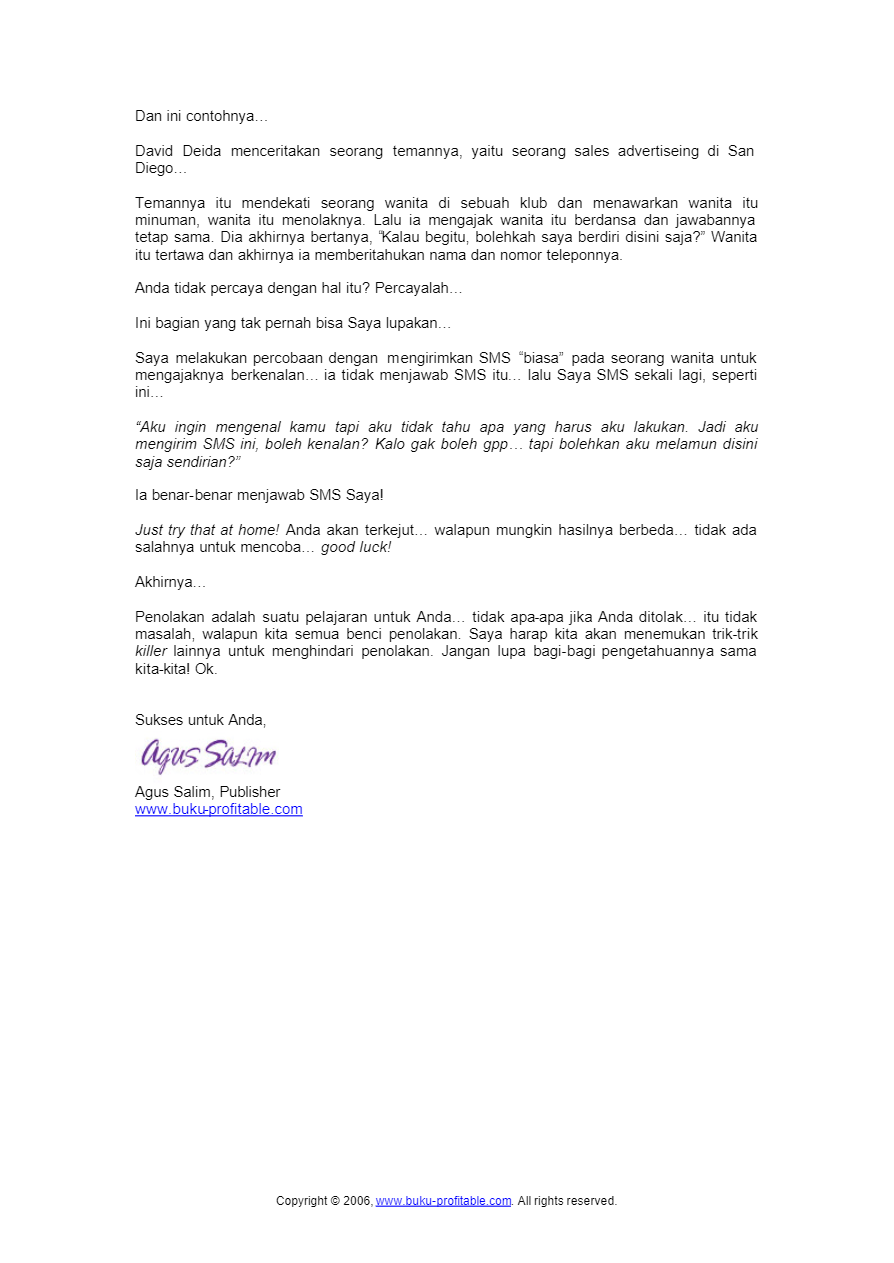 Dan ini contohnya…
David Deida menceritakan seorang temannya, yaitu seorang sales advertiseing di San
Diego…
Temannya itu mendekati seorang wanita di sebuah klub dan menawarkan wanita itu
minuman, wanita itu menolaknya. Lalu ia mengajak wanita itu berdansa dan jawabannya
tetap sama. Dia akhirnya bertanya, “Kalau begitu, bolehkah saya berdiri disini saja?” Wanita
itu tertawa dan akhirnya ia memberitahukan nama dan nomor teleponnya.
Anda tidak percaya dengan hal itu? Percayalah…
Ini bagian yang tak pernah bisa Saya lupakan…
Saya melakukan percobaan dengan mengirimkan SMS “biasa” pada seorang wanita untuk
mengajaknya berkenalan… ia tidak menjawab SMS itu… lalu Saya SMS sekali lagi, seperti
ini…
“Aku ingin mengenal kamu tapi aku tidak tahu apa yang harus aku lakukan. Jadi aku
mengirim SMS ini, boleh kenalan? Kalo gak boleh gpp… tapi bolehkan aku melamun disini
saja sendirian?”
Ia benar-benar menjawab SMS Saya!
Just try that at home! Anda akan terkejut… walapun mungkin hasilnya berbeda… tidak ada
salahnya untuk mencoba… good luck!
Akhirnya…
Penolakan adalah suatu pelajaran untuk Anda… tidak apa-apa jika Anda ditolak… itu tidak
masalah, walapun kita semua benci penolakan. Saya harap kita akan menemukan trik-trik
killer lainnya untuk menghindari penolakan. Jangan lupa bagi-bagi pengetahuannya sama
kita-kita! Ok.
Sukses untuk Anda,
Agus Salim
Agus Salim, Publisher
www.buku-profitable.com
Copyright © 2006, www.buku-profitable.com. All rights reserved.